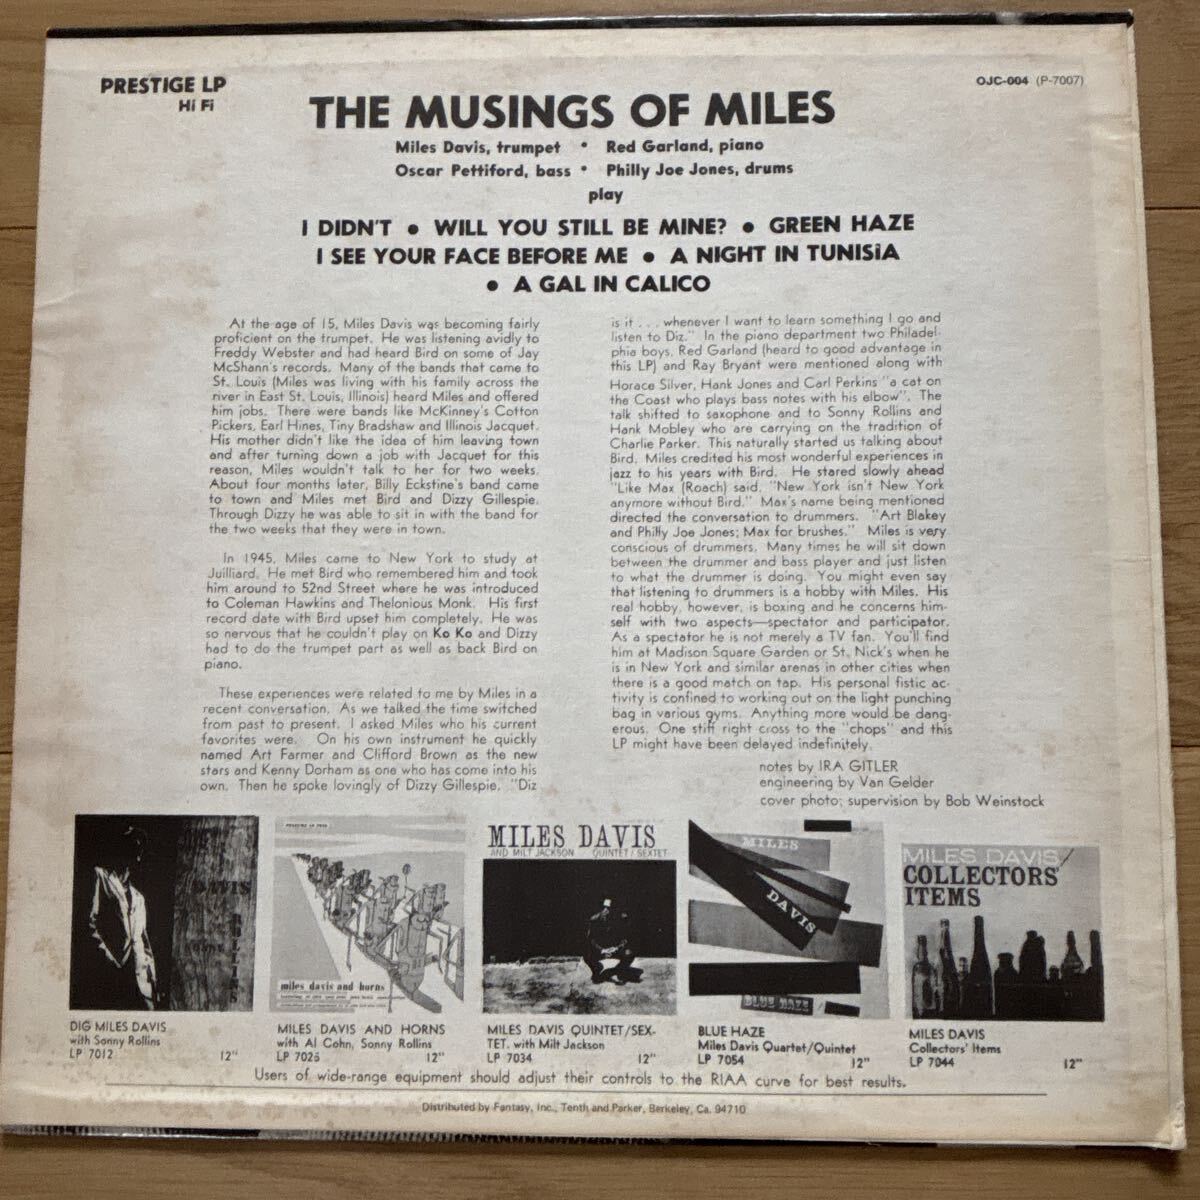 PRESTIGE LP
Hi Fi
OJC-004 (P-7007)
THE MUSINGS OF MILES
Miles Davis, trumpet • Red Garland, piano
Oscar Pettiford, bass • Philly Joe Jones, drums
play
I DIDN'T • WILL YOU STILL BE MINE? • GREEN HAZE
I SEE YOUR FACE BEFORE ME • A NIGHT IN TUNISiA
• A GAL IN CALICO
At the age of 15, Miles Davis was becoming fairly
proficient on the trumpet. He was listening avidly to
Freddy Webster and had heard Bird on some of Jay
McShann's records. Many of the bands that came to
St. Louis (Miles was living with his family across the
river in East St. Louis, Illinois) heard Miles and offered
him jobs. There were bands like McKinney's Cotton
Pickers, Earl Hines, Tiny Bradshaw and Illinois Jacquet.
His mother didn't like the idea of him leaving town
and after turning down a job with Jacquet for this
reason, Miles wouldn't talk to her for two weeks.
About four months later, Billy Eckstine's band came
to town and Miles met Bird and Dizzy Gillespie.
Through Dizzy he was able to sit in with the band for
the two weeks that they were in town.
In 1945, Miles came to New York to study at
Juilliard. He met Bird who remembered him and took
him around to 52nd Street where he was introduced
to Coleman Hawkins and Thelonious Monk. His first
record date with Bird upset him completely. He was
so nervous that he couldn't play on Ko Ko and Dizzy
had to do the trumpet part as well as back Bird on
piano.
These experiences were related to me by Miles in a
recent conversation. As we talked the time switched
from past to present. I asked Miles who his current
favorites were. On his own instrument he quickly
named Art Farmer and Clifford Brown as the new
stars and Kenny Dorham as one who has come into his
own. Then he spoke lovingly of Dizzy Gillespie. "Diz
is it . . . whenever I want to learn something I go and
listen to Diz." In the piano department two Philadel-
phia boys, Red Garland (heard to good advantage in
this LP) and Ray Bryant were mentioned along with
Horace Silver, Hank Jones and Carl Perkins "a cat on
the Coast who plays bass notes with his elbow". The
talk shifted to saxophone and to Sonny Rollins and
Hank Mobley who are carrying on the tradition of
Charlie Parker. This naturally started us talking about
Bird. Miles credited his most wonderful experiences in
jazz to his years with Bird. He stared slowly ahead
"Like Max (Roach) said, "New York isn't New York
anymore without Bird." Max's name being mentioned
directed the conversation to drummers. "Art Blakey
and Philly Joe Jones; Max for brushes." Miles is very
conscious of drummers. Many times he will sit down
between the drummer and bass player and just listen
to what the drummer is doing. You might even say
that listening to drummers is a hobby with Miles. His
real hobby, however, is boxing and he concerns him-
self with two aspects—spectator and participator.
As a spectator he is not merely a TV fan. You'll find
him at Madison Square Garden or St. Nick's when he
is in New York and similar arenas in other cities when
there is a good match on tap. His personal fistic ac-
tivity is confined to working out on the light punching
bag in various gyms. Anything more would be dang-
erous. One stiff right cross to the "chops" and this
LP might have been delayed indefinitely.
notes by IRA GITLER
engineering by Van Gelder
cover photo; supervision by Bob Weinstock
DAVIS
ROLLINS
miles davis and horns
MILES DAVIS
AND MILT JACKSON QUINTET/SEXTET
MILES
DAVIS
BLUE HAZE
MILES DAVIS
COLLECTORS'
ITEMS
DIG MILES DAVIS
with Sonny Rollins
LP 7012 12"
MILES DAVIS AND HORNS
with Al Cohn, Sonny Rollins
LP 7025 12"
MILES DAVIS QUINTET/SEX-
TET. with Milt Jackson
LP 7034 12"
BLUE HAZE
Miles Davis Quartet/Quintet
LP 7054 12"
MILES DAVIS
Collectors' Items
LP 7044 12"
Users of wide-range equipment should adjust their controls to the RIAA curve for best results.
Distributed by Fantasy, Inc., Tenth and Parker, Berkeley, Ca. 94710